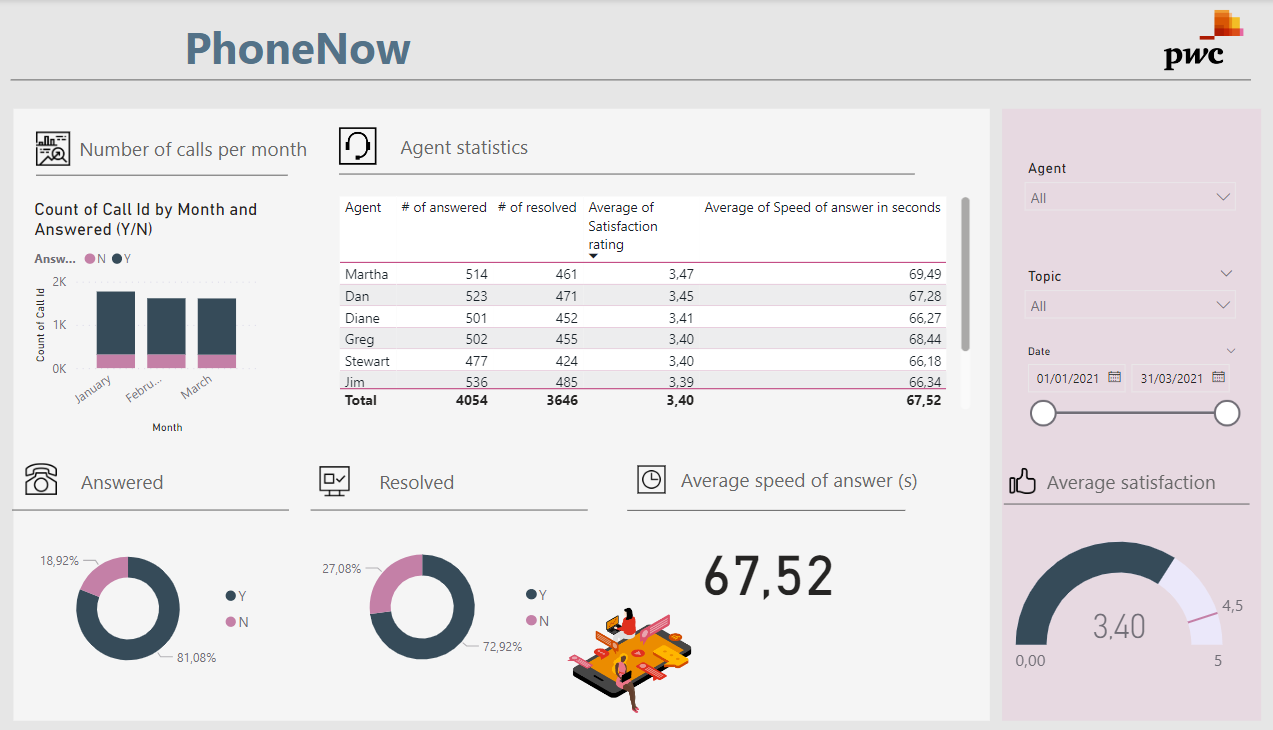 PhoneNow
pwc
Number of calls per month
Count of Call Id by Month and
Answered (Y/N)
Answ... N Y
Count of Call Id
2K
1K
0K
January
Febru...
March
Month
Agent statistics
Agent # of answered # of resolved Average of Satisfaction rating Average of Speed of answer in seconds
Martha 514 461 3,47 69,49
Dan 523 471 3,45 67,28
Diane 501 452 3,41 66,27
Greg 502 455 3,40 68,44
Stewart 477 424 3,40 66,18
Jim 536 485 3,39 66,34
Total 4054 3646 3,40 67,52
Agent
All
Topic
All
Date
01/01/2021 31/03/2021
Answered
18,92%
81,08%
Y
N
Resolved
27,08%
72,92%
Y
N
Average speed of answer (s)
67,52
Average satisfaction
3,40
4,5
0,00
5